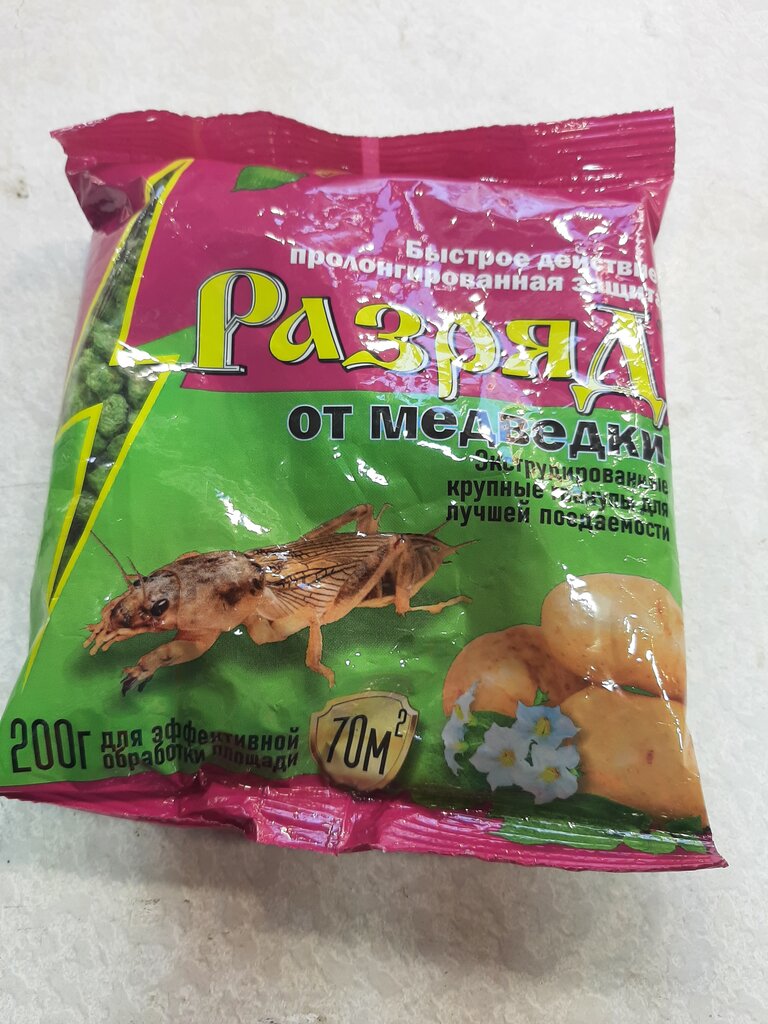 Быстрое действие
пролонгированная защита
Разряд
от медведки
Экструдированные
крупные гранулы для
лучшей поедаемости
200г для эффективной
обработки площади
70м²